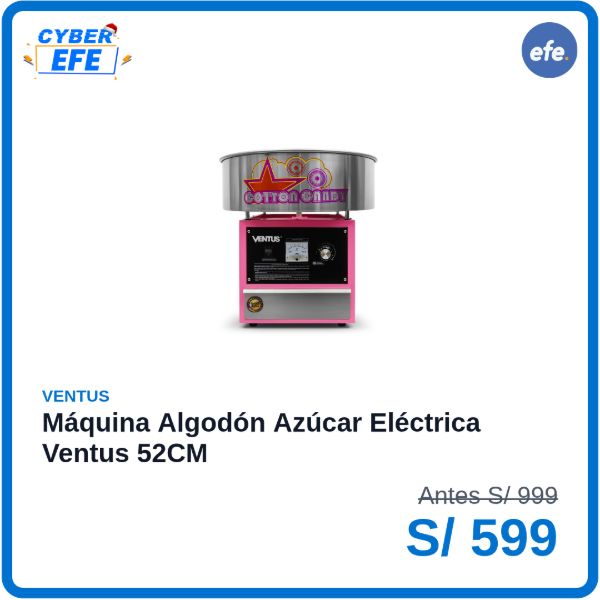 CYBER
EFE
efe.
COTTON CANDY
VENTUS
VENTUS
Máquina Algodón Azúcar Eléctrica
Ventus 52CM
Antes S/ 999
S/ 599